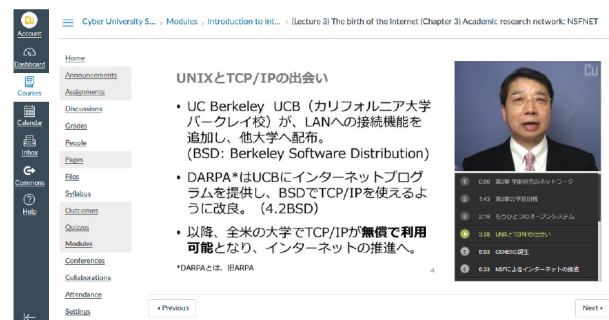 Cyber University S... › Modules › Introduction to Int... › (Lecture 3) The birth of the Internet (Chapter 3) Academic research network: NSFNET
Account
Dashboard
Courses
Calendar
Inbox
Commons
Help
Home
Announcements
Assignments
Discussions
Grades
People
Pages
Files
Syllabus
Outcomes
Quizzes
Modules
Conferences
Collaborations
Attendance
Settings
UNIXとTCP/IPの出会い
• UC Berkeley UCB（カリフォルニア大学
バークレイ校）が、LANへの接続機能を
追加し、他大学へ配布。
(BSD: Berkeley Software Distribution)
• DARPA*はUCBにインターネットプログ
ラムを提供し、BSDでTCP/IPを使えるよ
うに改良。（4.2BSD）
• 以降、全米の大学でTCP/IPが無償で利用
可能となり、インターネットの推進へ。
*DARPAとは、旧ARPA
4
CU
1 0:00 第3章 学術研究のネットワーク
2 1:43 第3章の学習目標
3 2:19 もうひとつのオープンシステム
3:38 UNIXとTCP/IPの出会い
5 5:03 CSNETの誕生
6 6:33 NSFによるインターネットの推進
Previous
Next